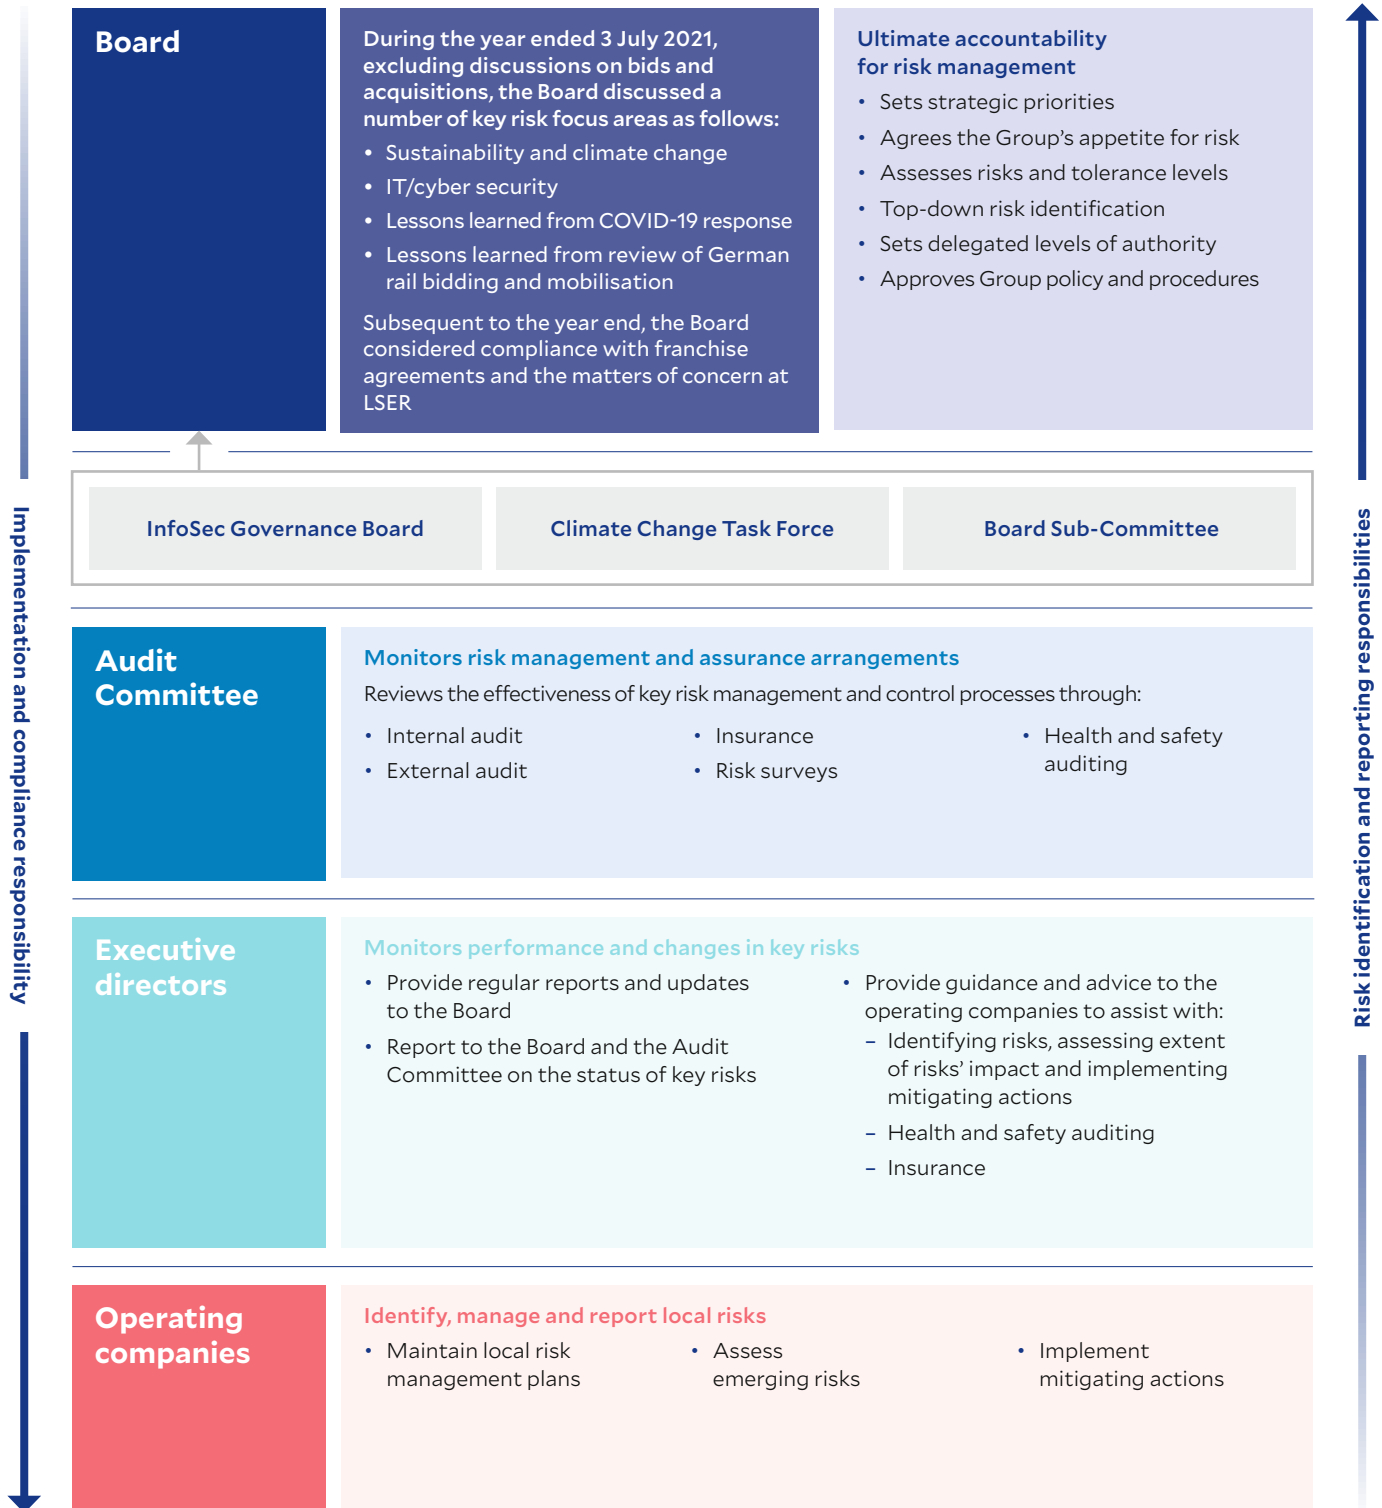 Board
During the year ended 3 July 2021,
excluding discussions on bids and
acquisitions, the Board discussed a
number of key risk focus areas as follows:
• Sustainability and climate change
• IT/cyber security
• Lessons learned from COVID-19 response
• Lessons learned from review of German
rail bidding and mobilisation
Subsequent to the year end, the Board
considered compliance with franchise
agreements and the matters of concern at
LSER
Ultimate accountability
for risk management
• Sets strategic priorities
• Agrees the Group’s appetite for risk
• Assesses risks and tolerance levels
• Top-down risk identification
• Sets delegated levels of authority
• Approves Group policy and procedures
InfoSec Governance Board
Climate Change Task Force
Board Sub-Committee
Implementation and compliance responsibility
Risk identification and reporting responsibilities
Audit
Committee
Monitors risk management and assurance arrangements
Reviews the effectiveness of key risk management and control processes through:
• Internal audit
• External audit
• Insurance
• Risk surveys
• Health and safety
auditing
Executive
directors
Monitors performance and changes in key risks
• Provide regular reports and updates
to the Board
• Report to the Board and the Audit
Committee on the status of key risks
• Provide guidance and advice to the
operating companies to assist with:
– Identifying risks, assessing extent
of risks’ impact and implementing
mitigating actions
– Health and safety auditing
– Insurance
Operating
companies
Identify, manage and report local risks
• Maintain local risk
management plans
• Assess
emerging risks
• Implement
mitigating actions